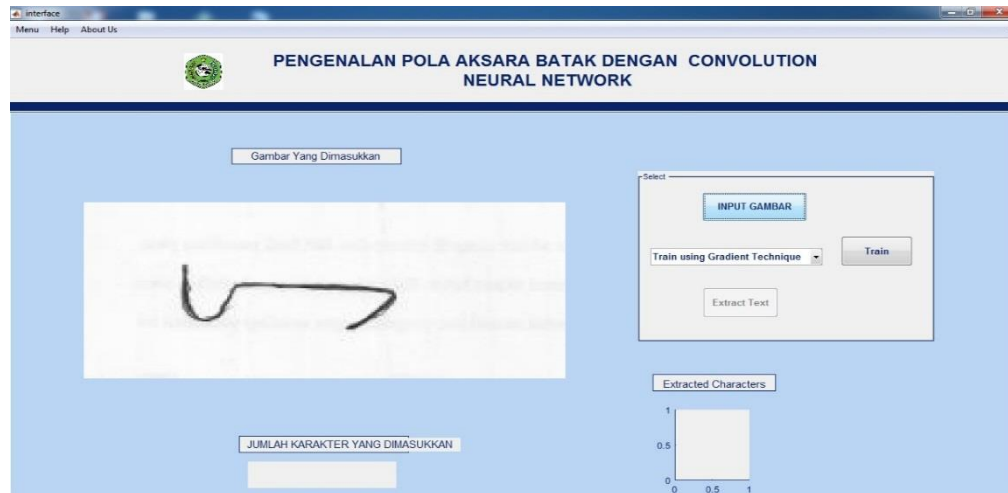 interface
Menu Help About Us
PENGENALAN POLA AKSARA BATAK DENGAN CONVOLUTION
NEURAL NETWORK
Gambar Yang Dimasukkan
Select
INPUT GAMBAR
Train using Gradient Technique
Train
Extract Text
Extracted Characters
1
0.5
0
0 0.5 1
JUMLAH KARAKTER YANG DIMASUKKAN